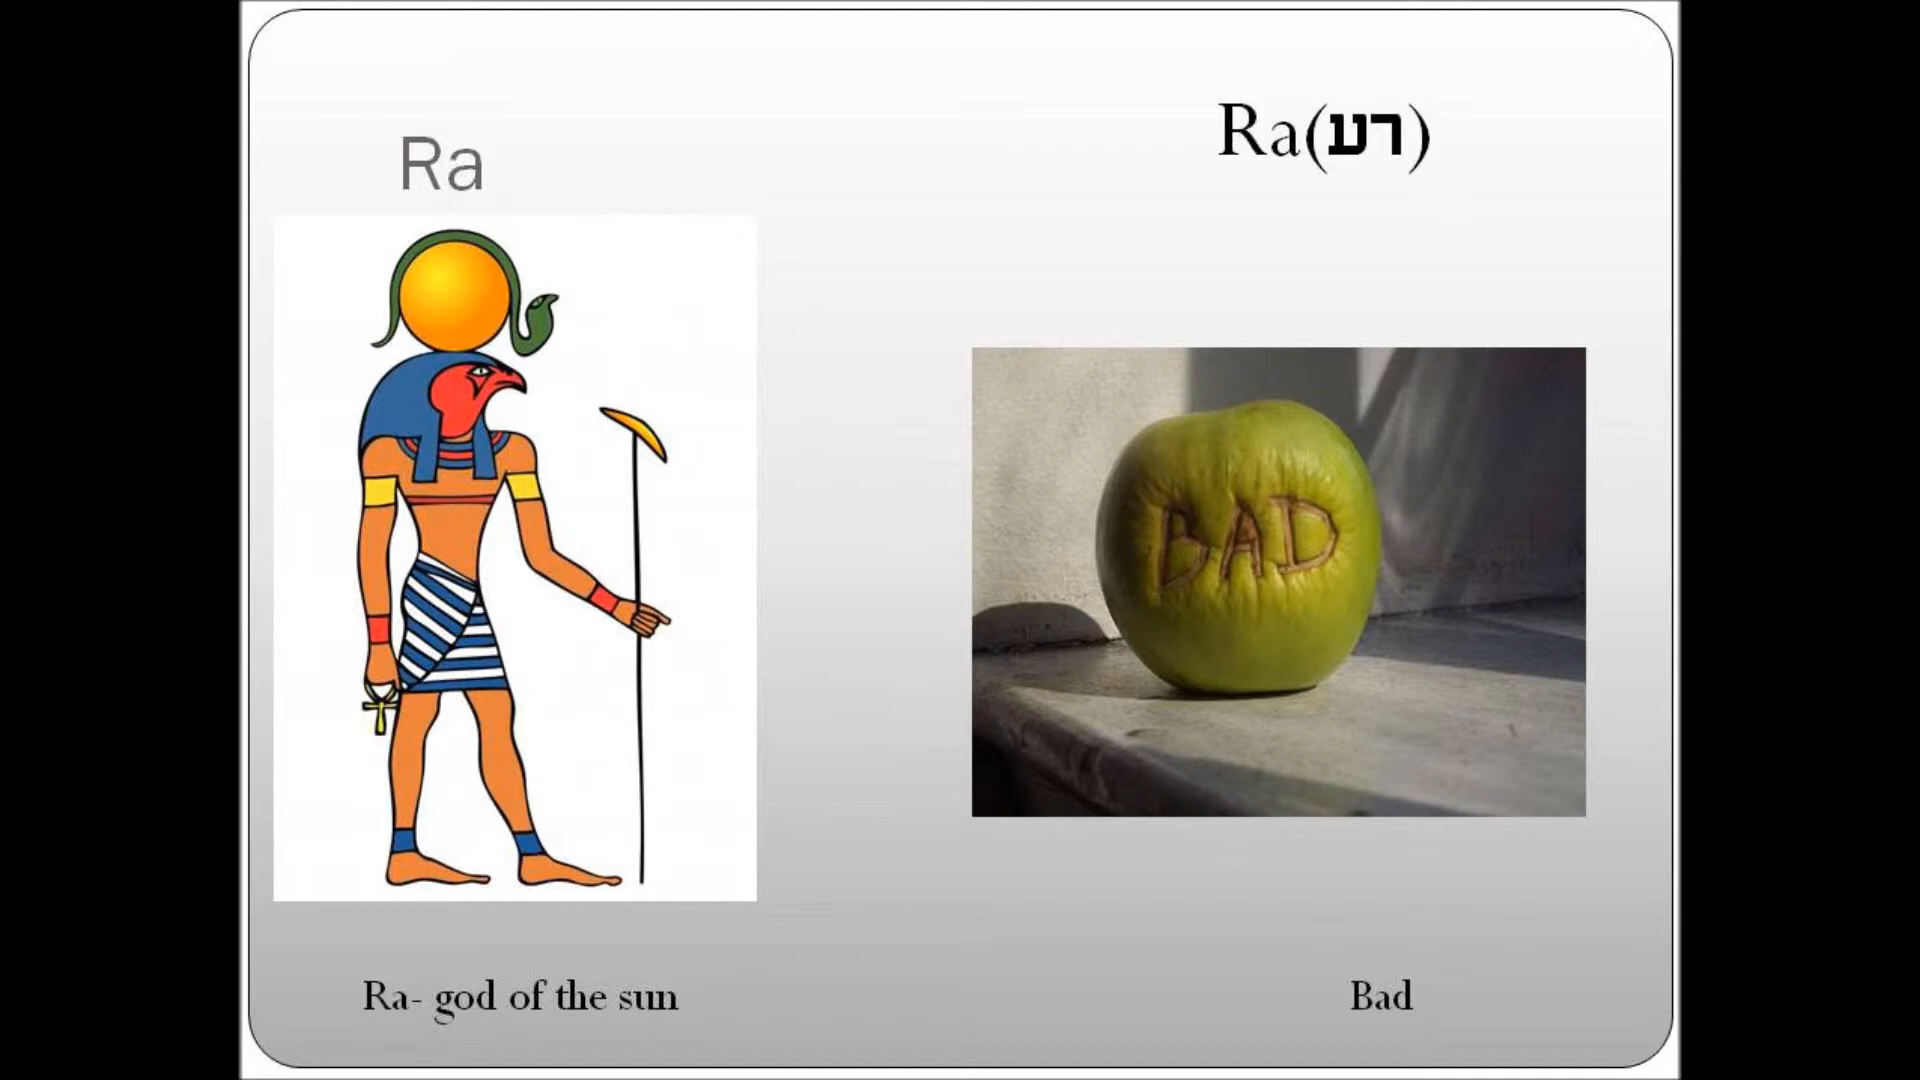 Ra
Ra(רע)
BAD
Ra- god of the sun
Bad